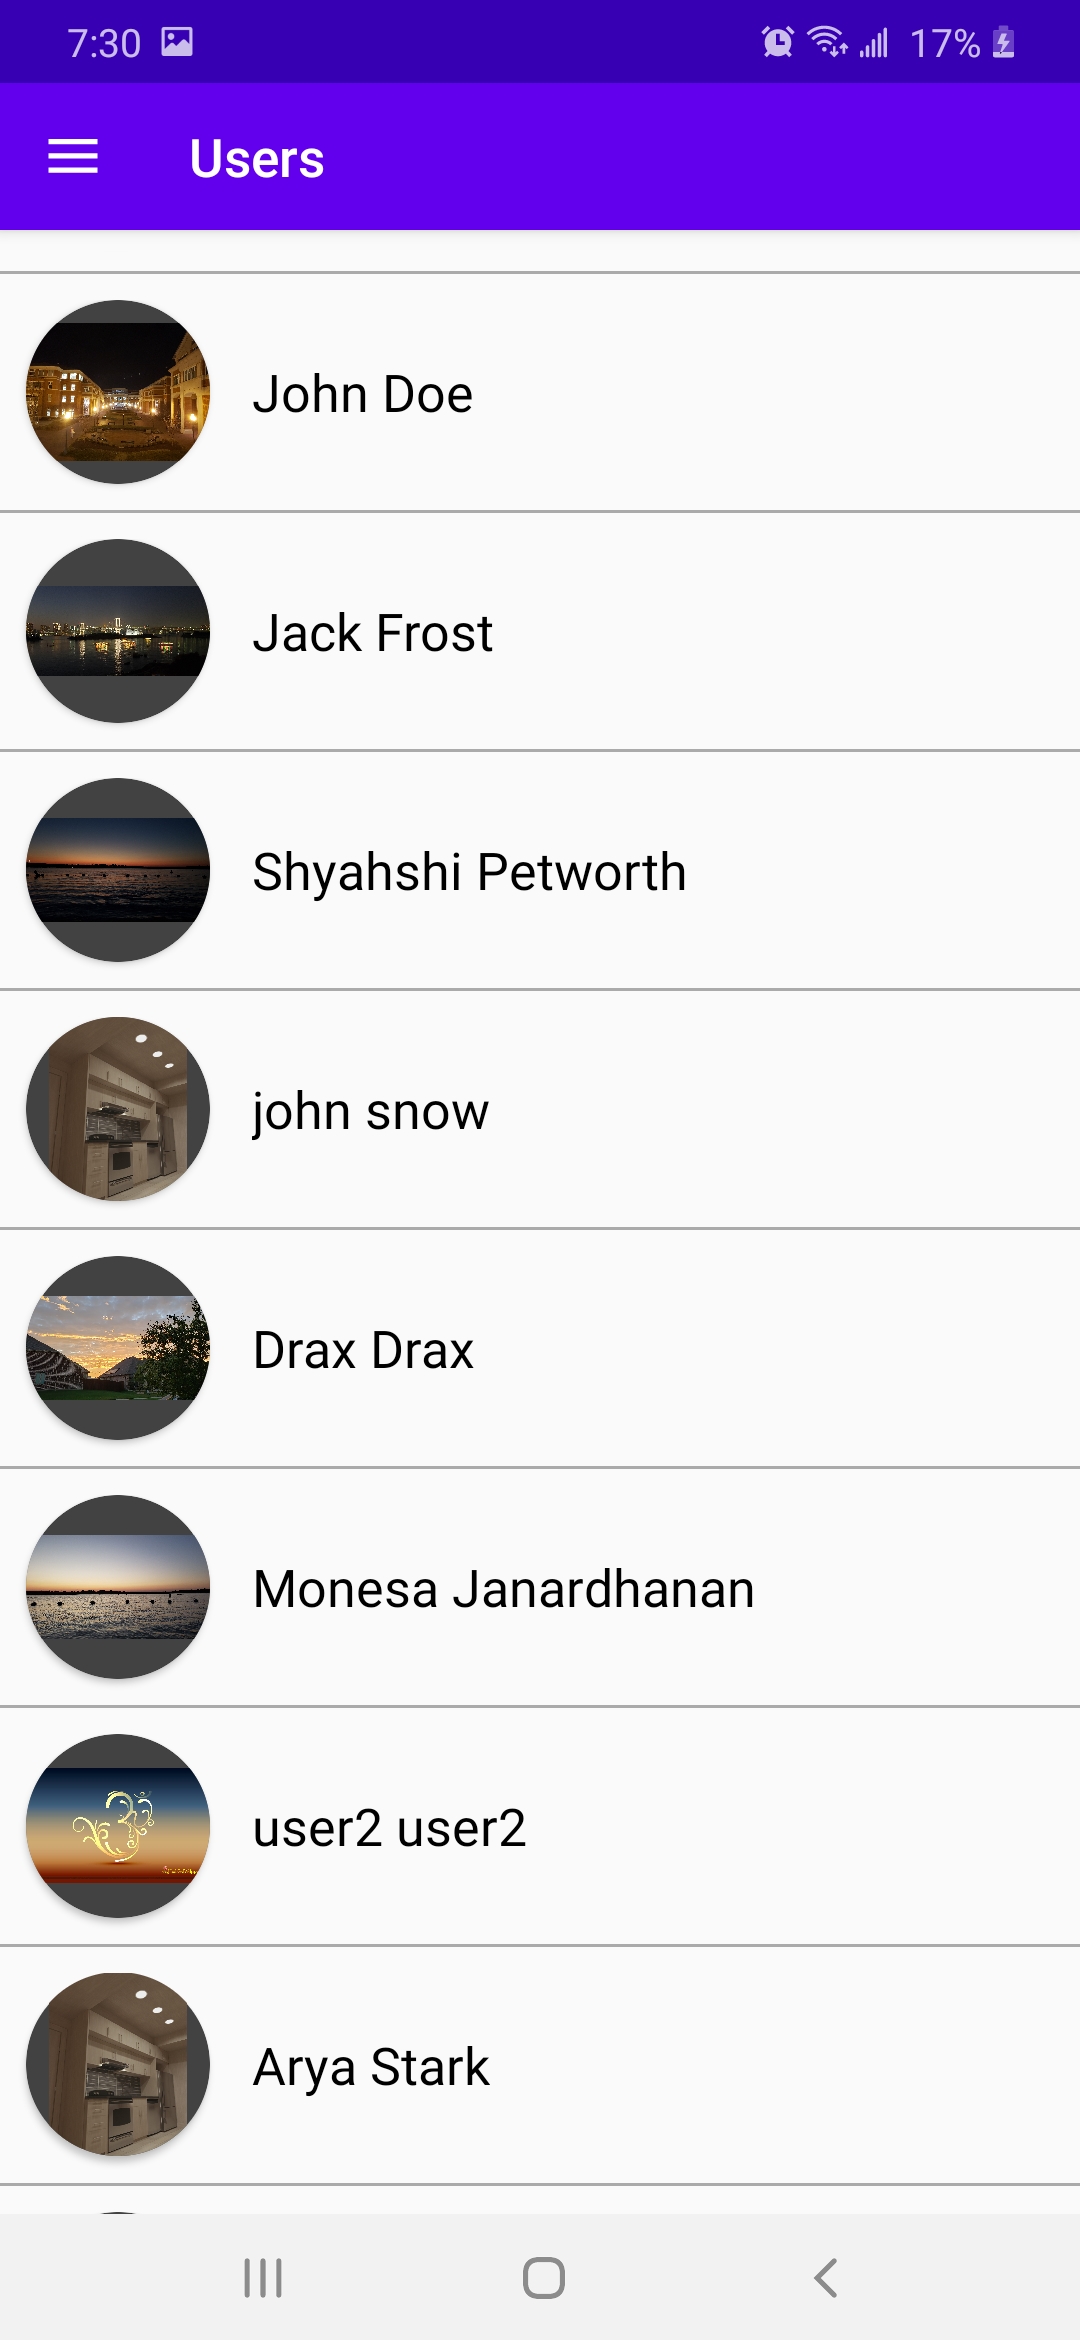 7:30 17%
Users
John Doe
Jack Frost
Shyahshi Petworth
john snow
Drax Drax
Monesa Janardhanan
user2 user2
Arya Stark